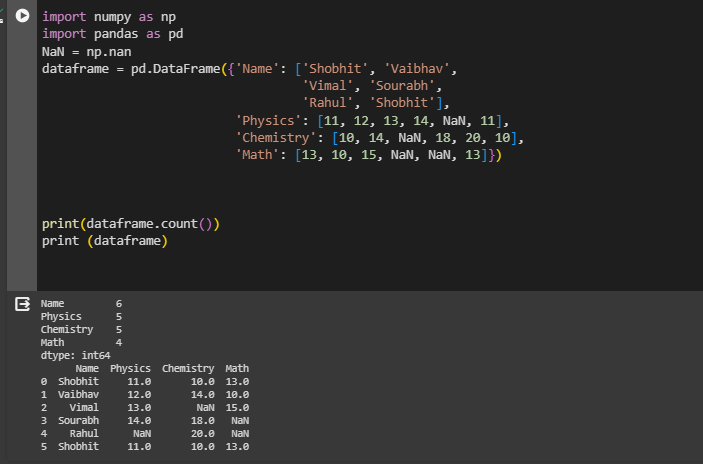 import numpy as np
import pandas as pd
NaN = np.nan
dataframe = pd.DataFrame({'Name': ['Shobhit', 'Vaibhav',
                                   'Vimal', 'Sourabh',
                                   'Rahul', 'Shobhit'],
                          'Physics': [11, 12, 13, 14, NaN, 11],
                          'Chemistry': [10, 14, NaN, 18, 20, 10],
                          'Math': [13, 10, 15, NaN, NaN, 13]})
print(dataframe.count())
print (dataframe)
Name         6
Physics      5
Chemistry    5
Math         4
dtype: int64
      Name  Physics  Chemistry  Math
0  Shobhit     11.0       10.0  13.0
1  Vaibhav     12.0       14.0  10.0
2    Vimal     13.0        NaN  15.0
3  Sourabh     14.0       18.0   NaN
4    Rahul      NaN       20.0   NaN
5  Shobhit     11.0       10.0  13.0